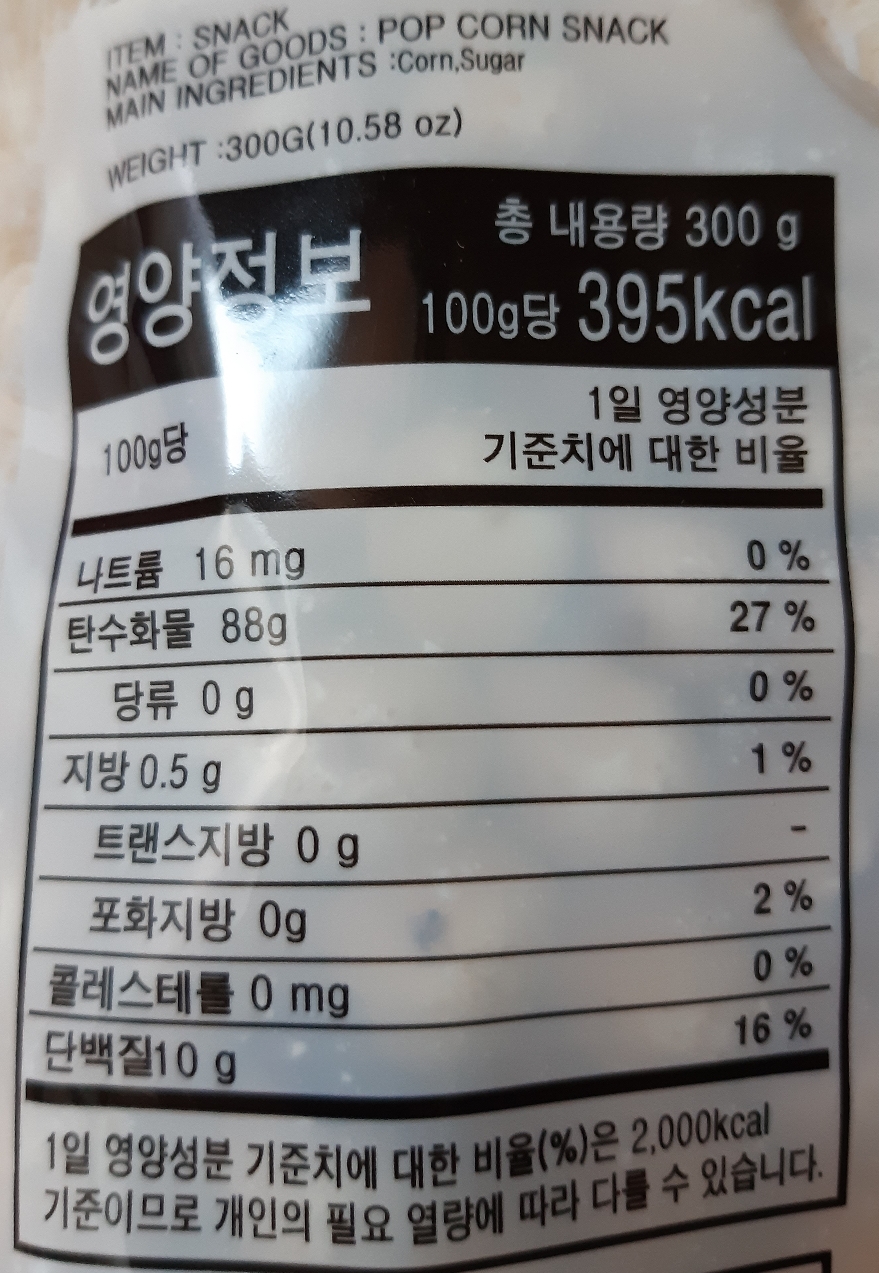 ITEM : SNACK
NAME OF GOODS : POP CORN SNACK
MAIN INGREDIENTS :Corn,Sugar
WEIGHT :300G(10.58 oz)
영양정보
총 내용량 300 g
100g당 395kcal
100g당
1일 영양성분
기준치에 대한 비율
나트륨 16 mg 0 %
탄수화물 88g 27 %
당류 0 g 0 %
지방 0.5 g 1 %
트랜스지방 0 g -
포화지방 0g 2 %
콜레스테롤 0 mg 0 %
단백질10 g 16 %
1일 영양성분 기준치에 대한 비율(%)은 2,000kcal
기준이므로 개인의 필요 열량에 따라 다를 수 있습니다.